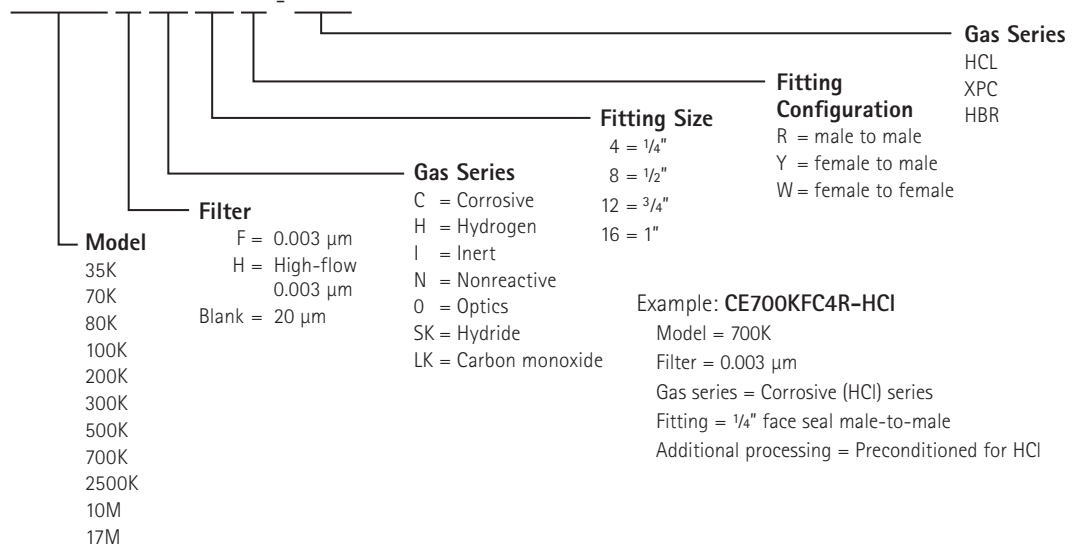 -
Gas Series
HCL
XPC
HBR
Fitting
Configuration
R = male to male
Y = female to male
W = female to female
Fitting Size
4 = 1/4"
8 = 1/2"
12 = 3/4"
16 = 1"
Gas Series
C = Corrosive
H = Hydrogen
I = Inert
N = Nonreactive
O = Optics
SK = Hydride
LK = Carbon monoxide
Filter
F = 0.003 µm
H = High-flow
0.003 µm
Blank = 20 µm
Model
35K
70K
80K
100K
200K
300K
500K
700K
2500K
10M
17M
Example: CE700KFC4R-HCl
Model = 700K
Filter = 0.003 µm
Gas series = Corrosive (HCl) series
Fitting = 1/4" face seal male-to-male
Additional processing = Preconditioned for HCl